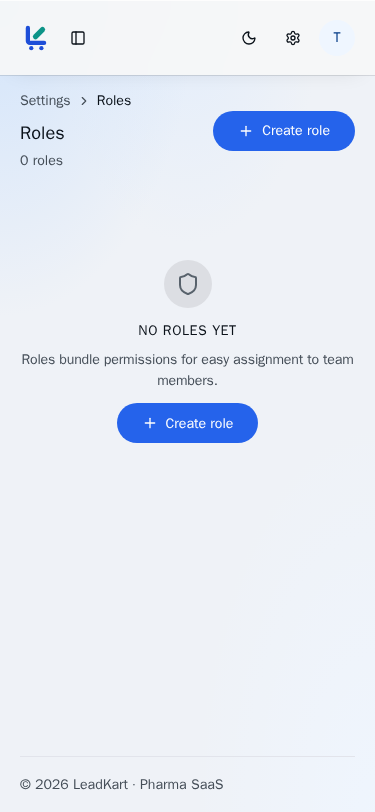 T
Settings > Roles
Roles
+ Create role
0 roles
NO ROLES YET
Roles bundle permissions for easy assignment to team
members.
+ Create role
© 2026 LeadKart · Pharma SaaS